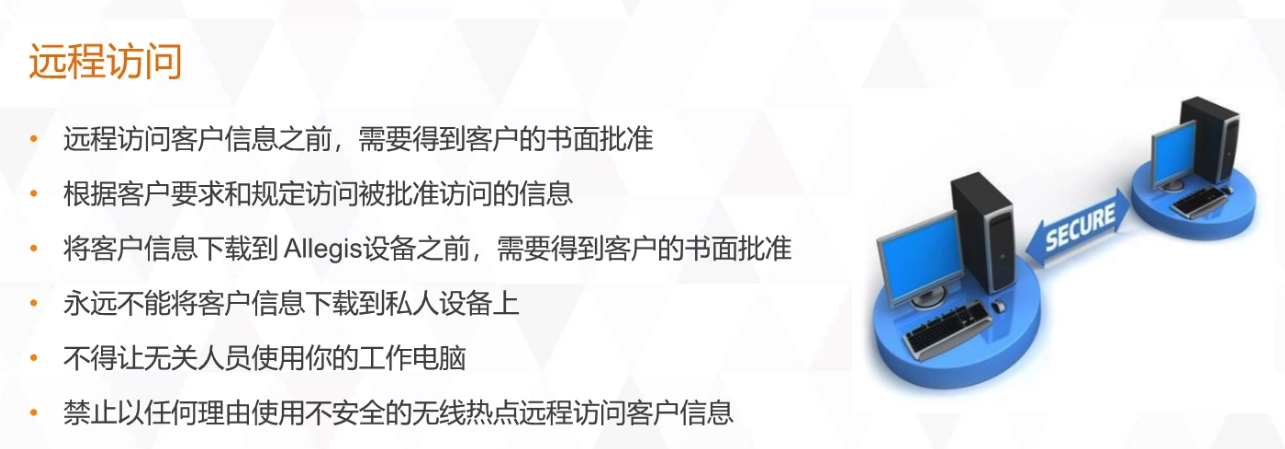 远程访问
• 远程访问客户信息之前，需要得到客户的书面批准
• 根据客户要求和规定访问被批准访问的信息
• 将客户信息下载到 Allegis设备之前，需要得到客户的书面批准
• 永远不能将客户信息下载到私人设备上
• 不得让无关人员使用你的工作电脑
• 禁止以任何理由使用不安全的无线热点远程访问客户信息
SECURE